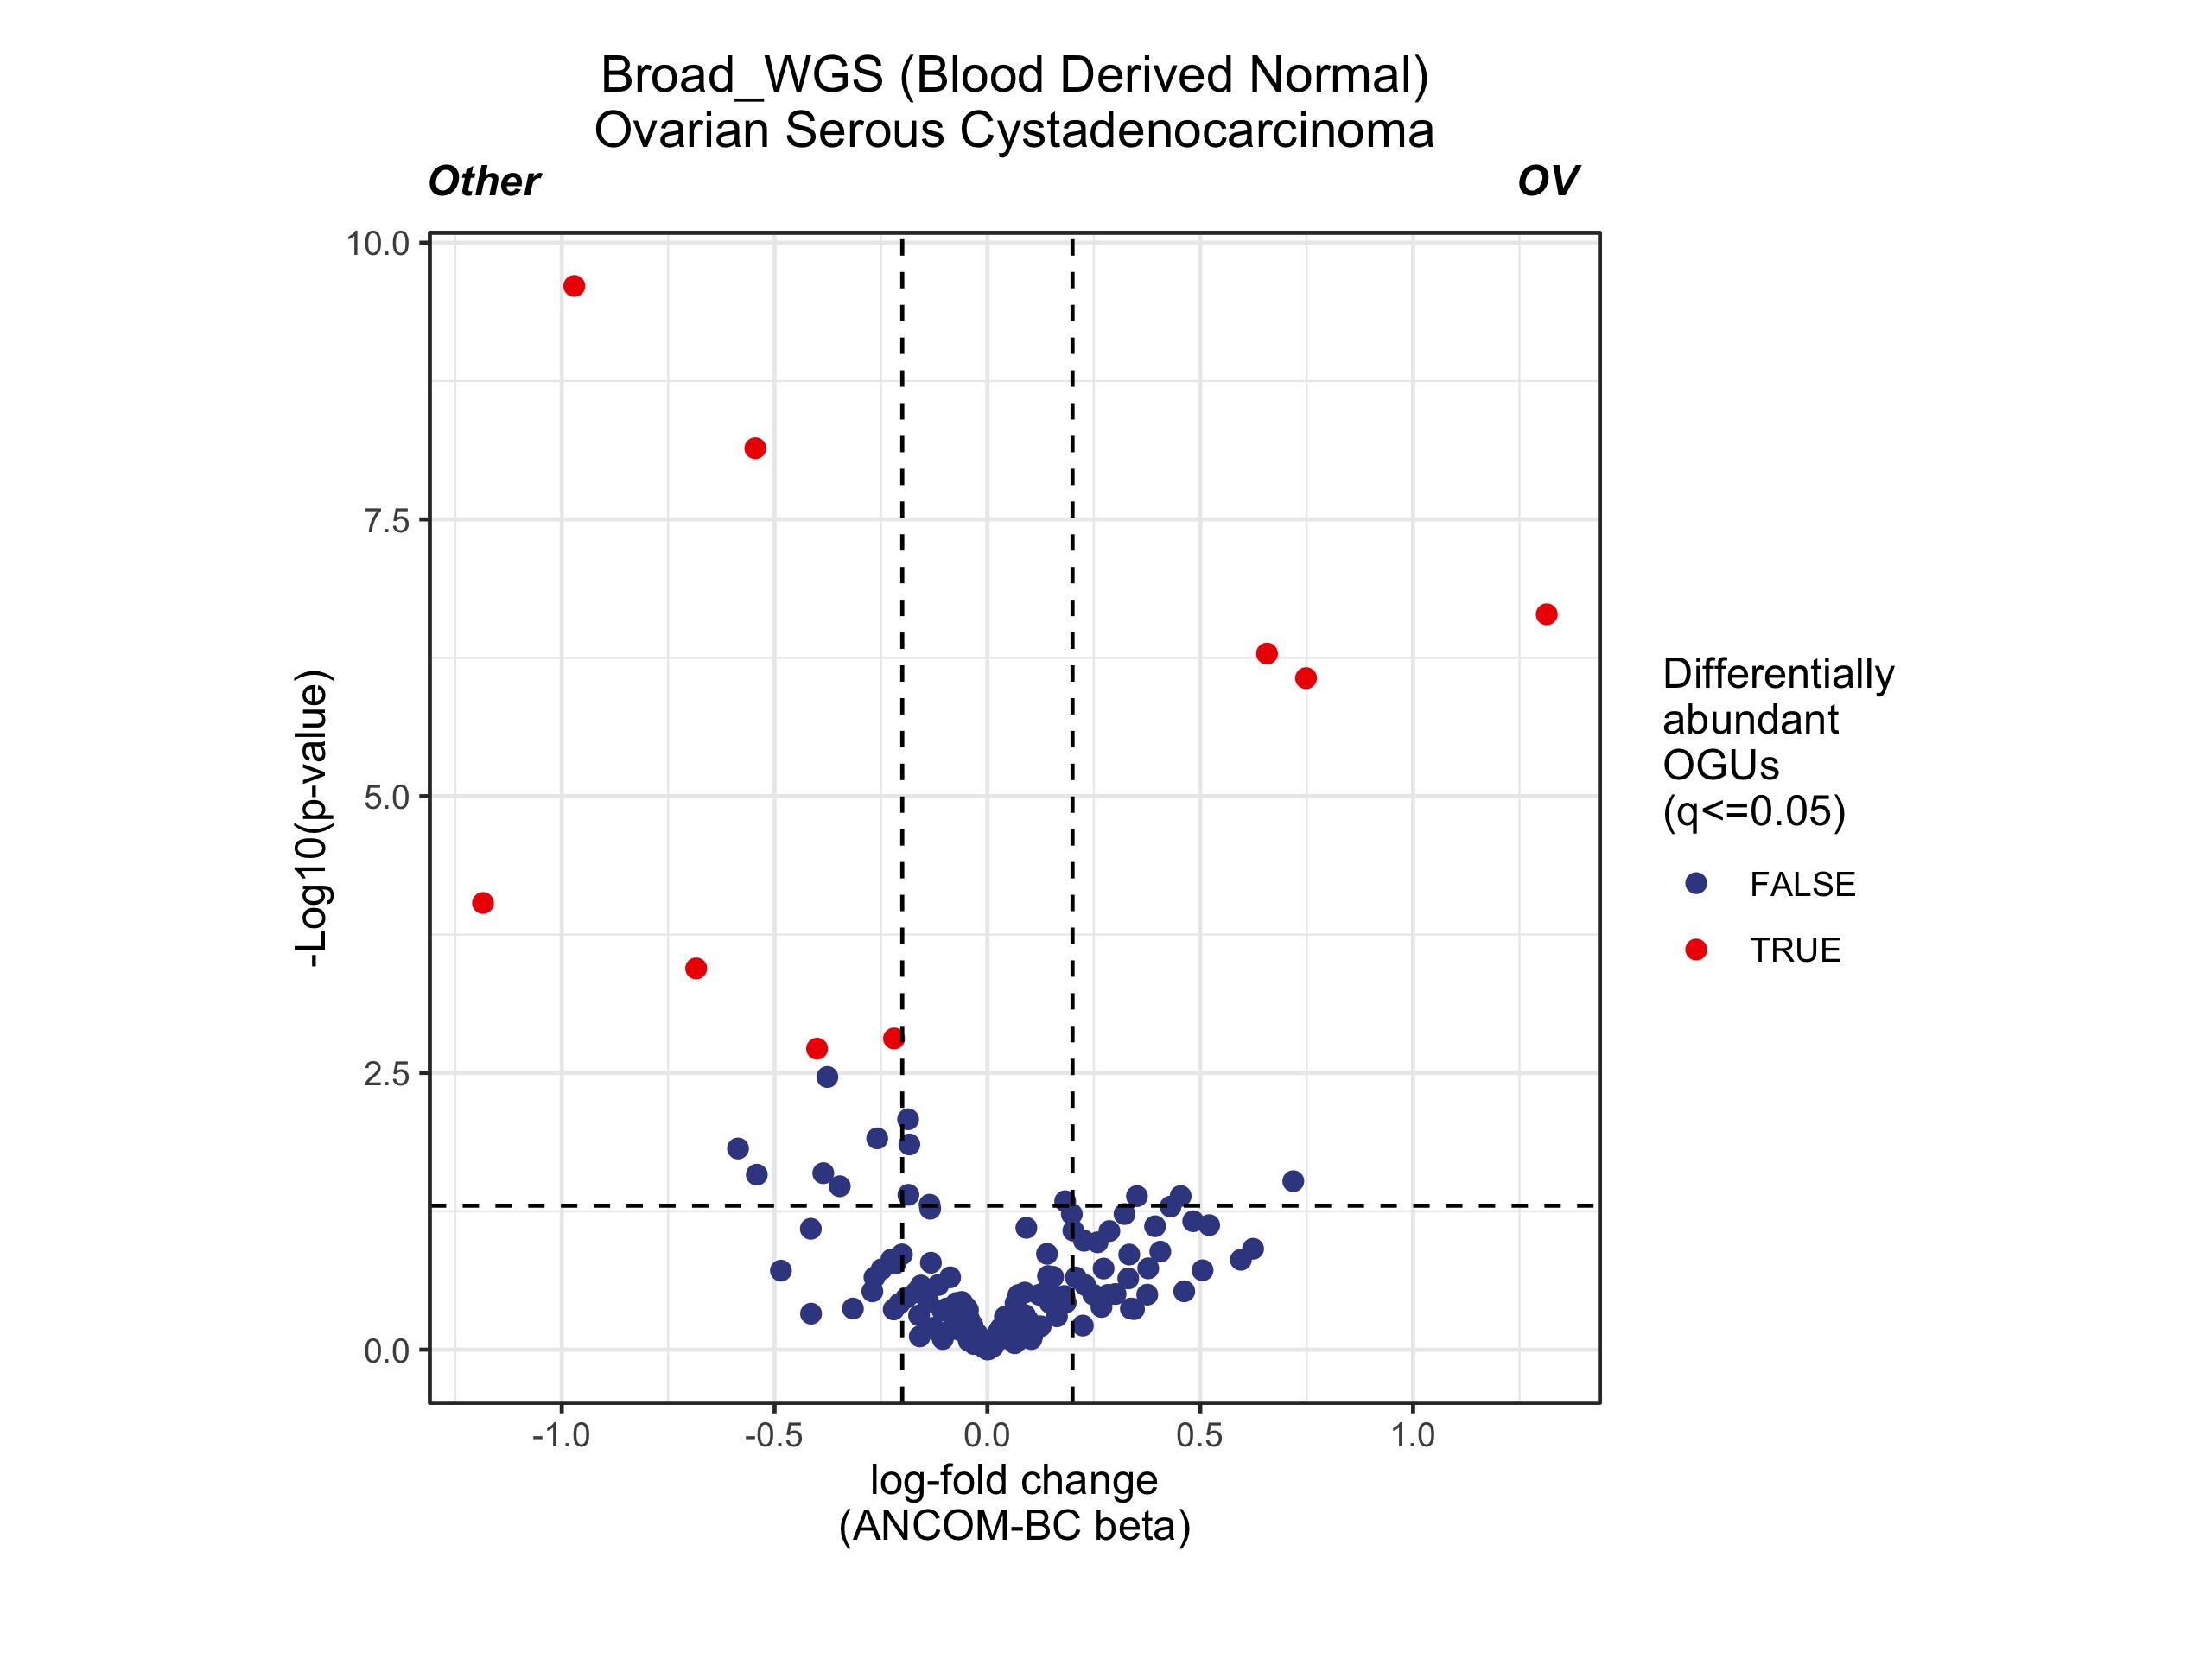 Broad_WGS (Blood Derived Normal)
Ovarian Serous Cystadenocarcinoma
Other
OV
10.0
7.5
5.0
2.5
0.0
-Log10(p-value)
-1.0
-0.5
0.0
0.5
1.0
log-fold change
(ANCOM-BC beta)
Differentially
abundant
OGUs
(q<=0.05)
FALSE
TRUE